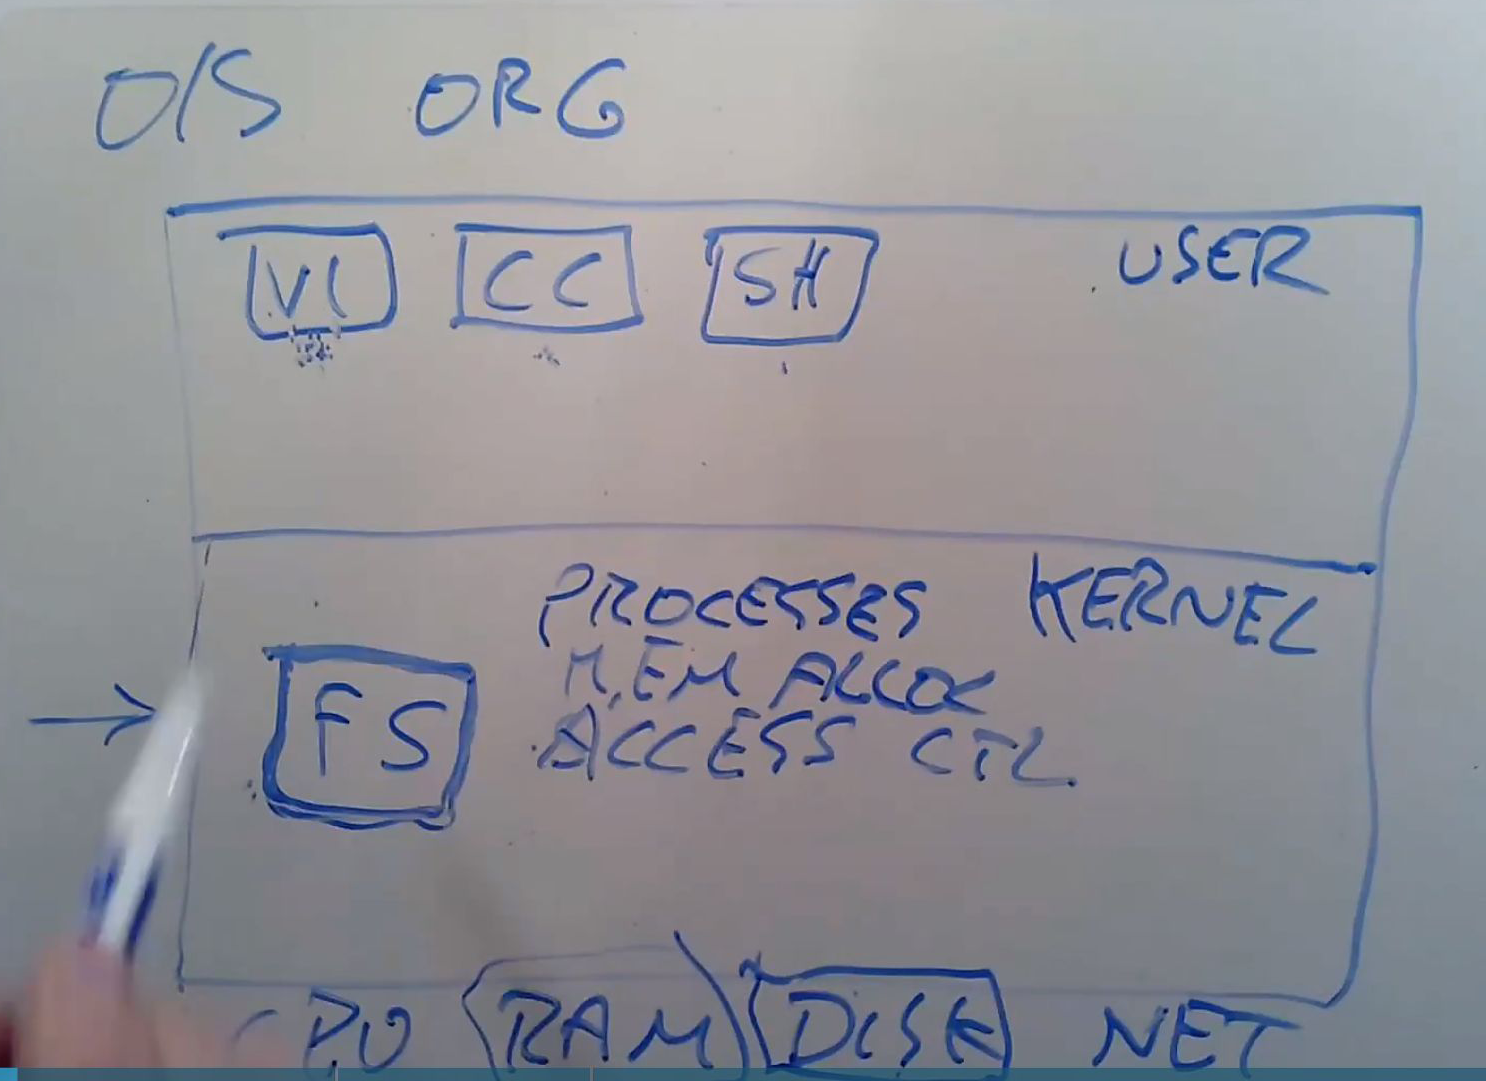 O/S ORG
VI CC SH USER
PROCESSES KERNEL
MEM ALLOC
FS ACCESS CTL
CPU RAM DISK NET